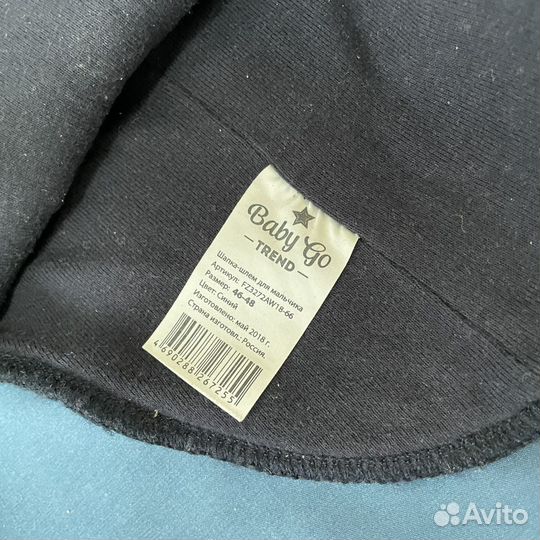 Baby Go
TREND
Шапка-шлем для мальчика
Артикул: FZ3272AW18-66
Размер: 46-48
Цвет: Синий
Изготовлено: май 2018 г.
Страна изготовл.: Россия.
4690288267255
Avito